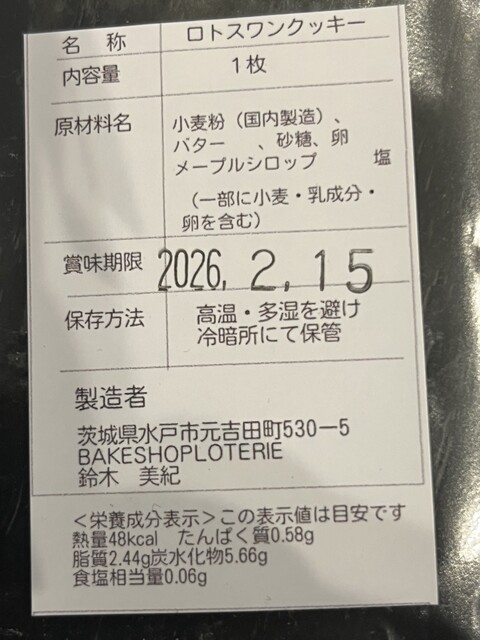 名 称 ロトスワンクッキー
内容量 1枚
原材料名 小麦粉（国内製造）、
バター 、砂糖、卵
メープルシロップ 塩
（一部に小麦・乳成分・
卵を含む）
賞味期限 2026. 2. 15
保存方法 高温・多湿を避け
冷暗所にて保管
製造者
茨城県水戸市元吉田町530ー5
BAKESHOPLOTERIE
鈴木 美紀
＜栄養成分表示＞この表示値は目安です
熱量48kcal たんぱく質0.58g
脂質2.44g炭水化物5.66g
食塩相当量0.06g